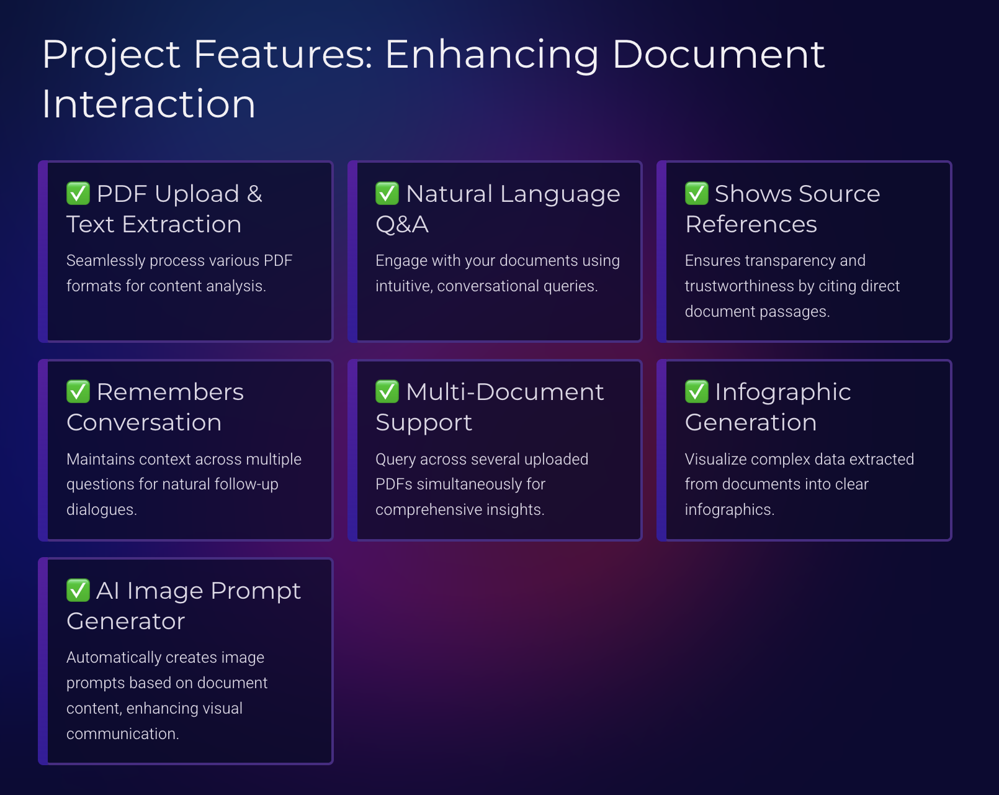 Project Features: Enhancing Document
Interaction
✅ PDF Upload &
Text Extraction
Seamlessly process various PDF
formats for content analysis.
✅ Natural Language
Q&A
Engage with your documents using
intuitive, conversational queries.
✅ Shows Source
References
Ensures transparency and
trustworthiness by citing direct
document passages.
✅ Remembers
Conversation
Maintains context across multiple
questions for natural follow-up
dialogues.
✅ Multi-Document
Support
Query across several uploaded
PDFs simultaneously for
comprehensive insights.
✅ Infographic
Generation
Visualize complex data extracted
from documents into clear
infographics.
✅ AI Image Prompt
Generator
Automatically creates image
prompts based on document
content, enhancing visual
communication.